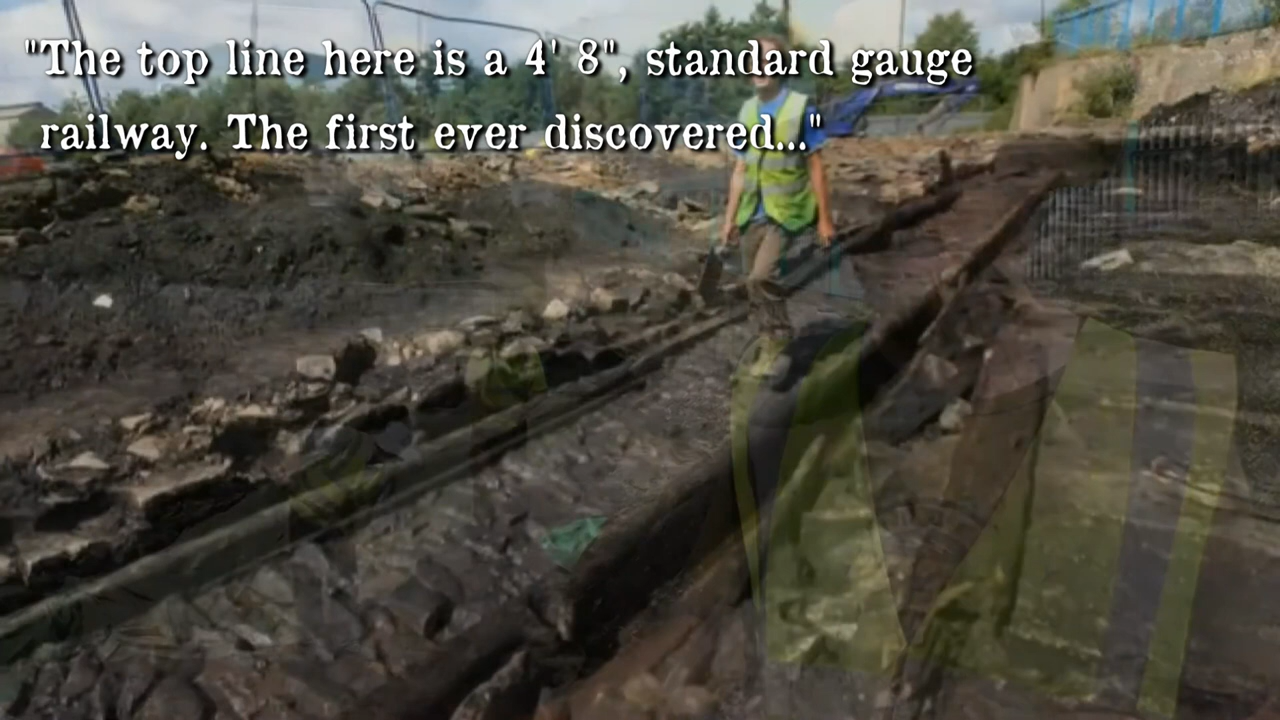 "The top line here is a 4' 8", standard gauge
railway. The first ever discovered..."